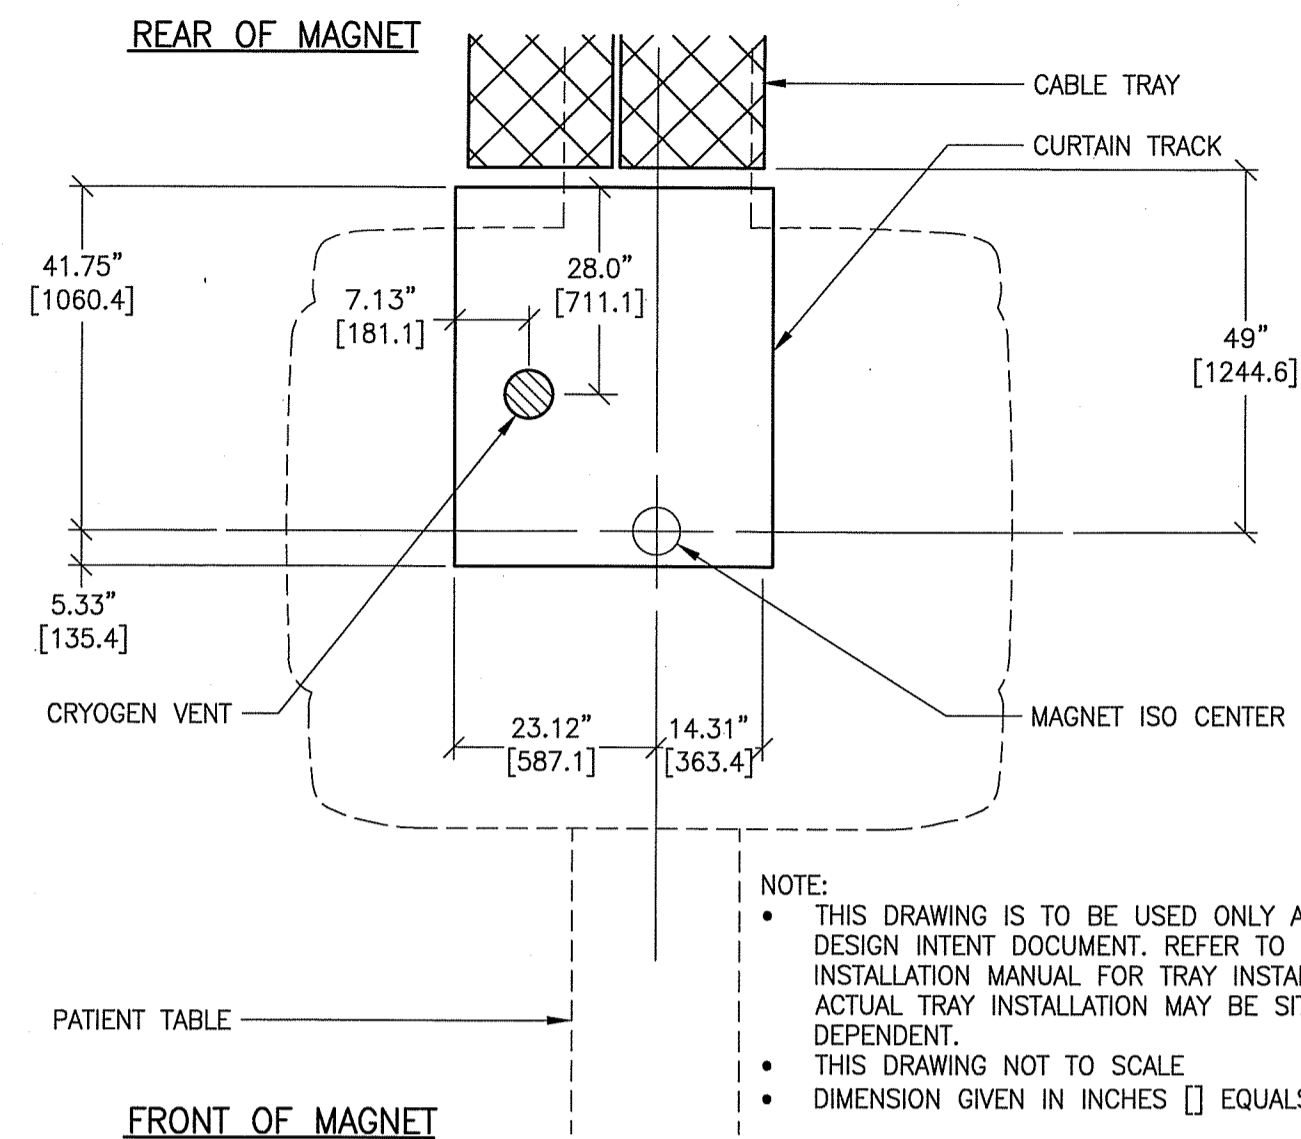 REAR OF MAGNET
CABLE TRAY
CURTAIN TRACK
41.75"
[1060.4]
7.13"
[181.1]
28.0"
[711.1]
49"
[1244.6]
5.33"
[135.4]
CRYOGEN VENT
23.12"
[587.1]
14.31"
[363.4]
MAGNET ISO CENTER
NOTE:
• THIS DRAWING IS TO BE USED ONLY
DESIGN INTENT DOCUMENT. REFER TO
INSTALLATION MANUAL FOR TRAY
ACTUAL TRAY INSTALLATION MAY BE
DEPENDENT.
• THIS DRAWING NOT TO SCALE
• DIMENSION GIVEN IN INCHES [] EQUALS
PATIENT TABLE
FRONT OF MAGNET